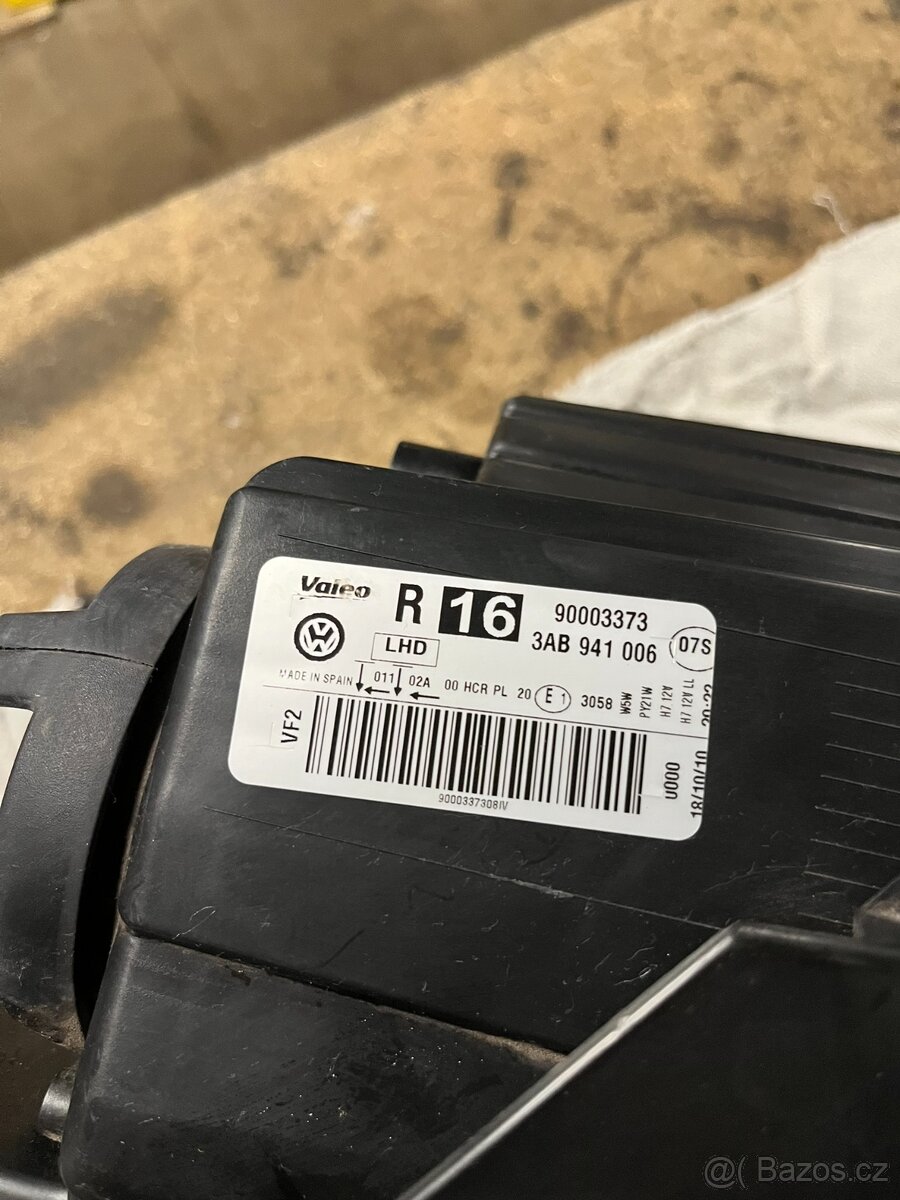 Valeo R 16 90003373
LHD 3AB 941 006 07S
MADE IN SPAIN 011 02A 00 HCR PL 20 E 1 3058
W5W
PY21W
H7 12V
H7 12V LL
VF2
U000
18/10/10
9000337308IV
@( Bazos.cz